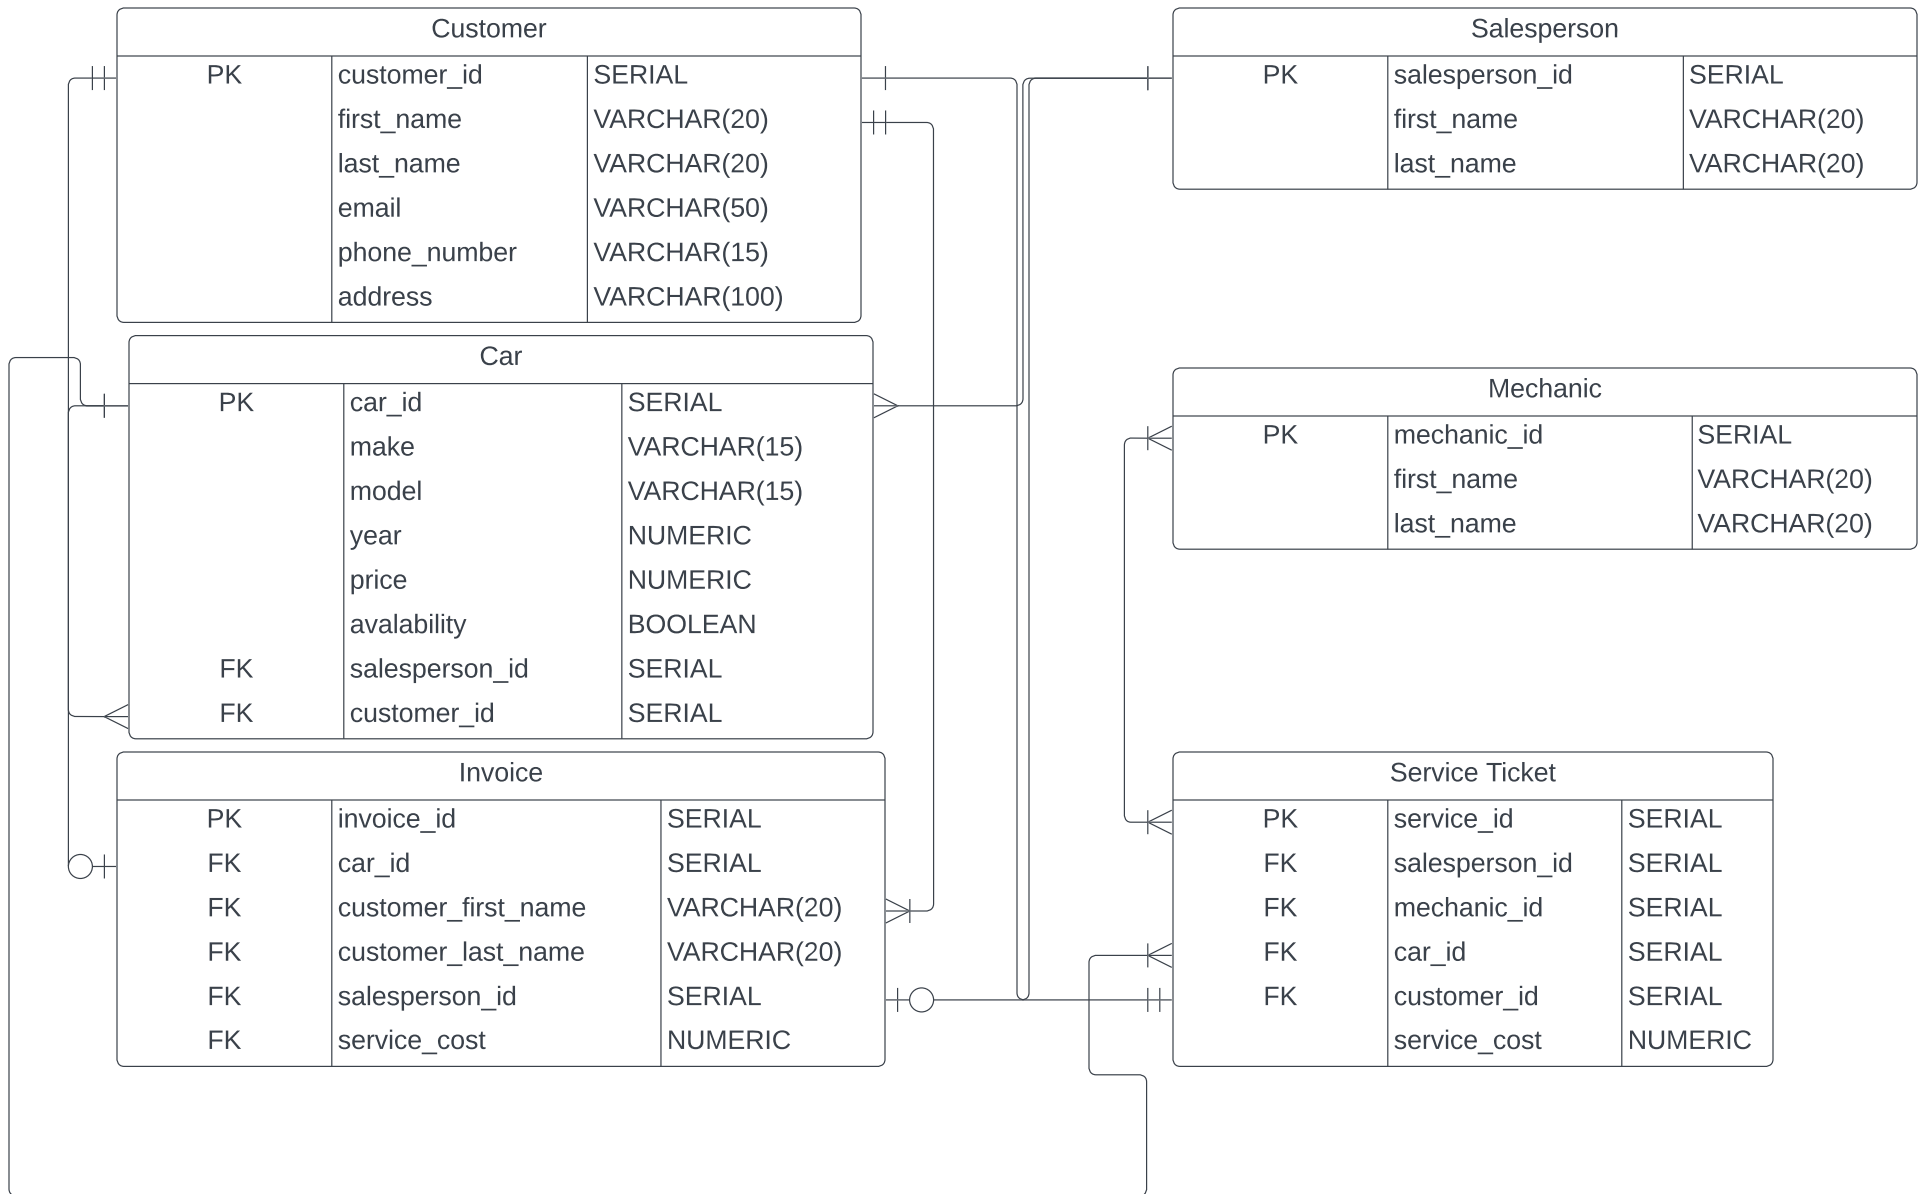 Customer
PK customer_id SERIAL
first_name VARCHAR(20)
last_name VARCHAR(20)
email VARCHAR(50)
phone_number VARCHAR(15)
address VARCHAR(100)
Salesperson
PK salesperson_id SERIAL
first_name VARCHAR(20)
last_name VARCHAR(20)
Car
PK car_id SERIAL
make VARCHAR(15)
model VARCHAR(15)
year NUMERIC
price NUMERIC
avalability BOOLEAN
FK salesperson_id SERIAL
FK customer_id SERIAL
Mechanic
PK mechanic_id SERIAL
first_name VARCHAR(20)
last_name VARCHAR(20)
Invoice
PK invoice_id SERIAL
FK car_id SERIAL
FK customer_first_name VARCHAR(20)
FK customer_last_name VARCHAR(20)
FK salesperson_id SERIAL
FK service_cost NUMERIC
Service Ticket
PK service_id SERIAL
FK salesperson_id SERIAL
FK mechanic_id SERIAL
FK car_id SERIAL
FK customer_id SERIAL
service_cost NUMERIC